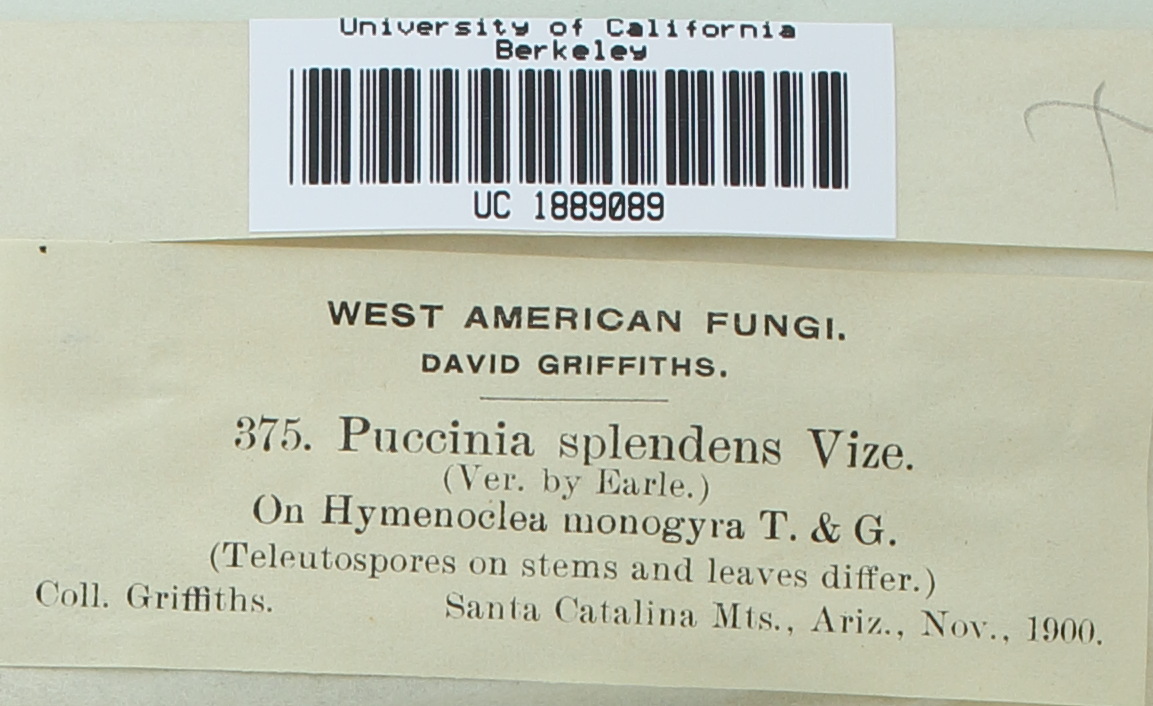 University of California
Berkeley
UC 1889089
WEST AMERICAN FUNGI.
DAVID GRIFFITHS.
375. Puccinia splendens Vize.
(Ver. by Earle.)
On Hymenoclea monogyra T. & G.
(Teleutospores on stems and leaves differ.)
Coll. Griffiths. Santa Catalina Mts., Ariz., Nov., 1900.